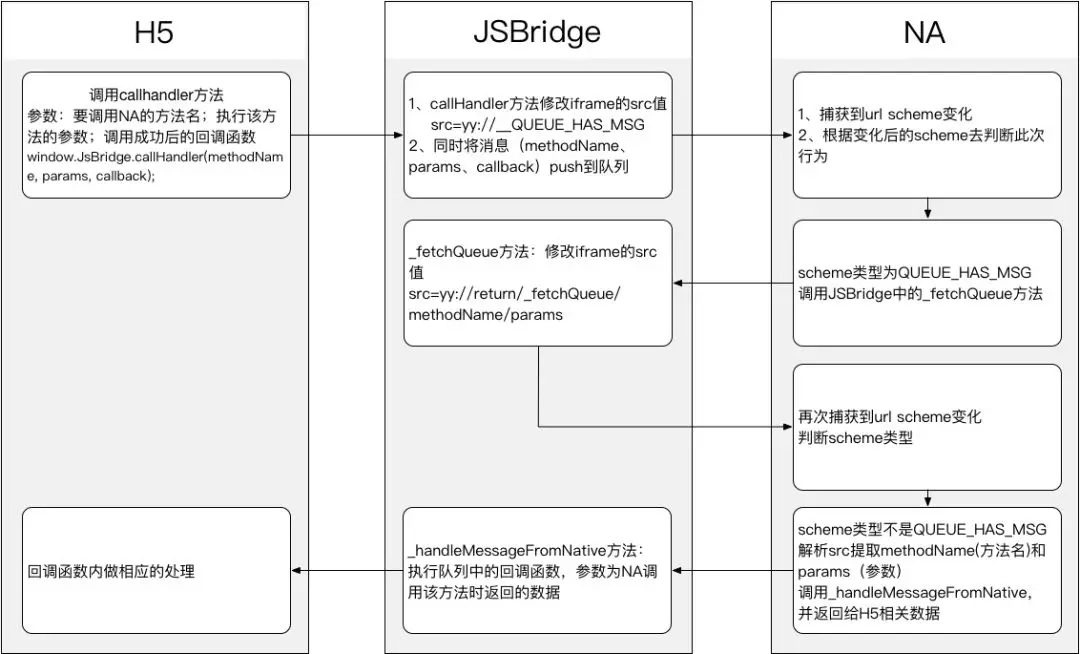 H5
JSBridge
NA
调用callhandler方法
参数：要调用NA的方法名；执行该方
法的参数；调用成功后的回调函数
window.JsBridge.callHandler(methodNam
e, params, callback);
1、callHandler方法修改iframe的src值
src=yy://__QUEUE_HAS_MSG
2、同时将消息（methodName、
params、callback）push到队列
1、捕获到url scheme变化
2、根据变化后的scheme去判断此次
行为
_fetchQueue方法：修改iframe的src
值
src=yy://return/_fetchQueue/
methodName/params
scheme类型为QUEUE_HAS_MSG
调用JSBridge中的_fetchQueue方法
再次捕获到url scheme变化
判断scheme类型
回调函数内做相应的处理
_handleMessageFromNative方法：
执行队列中的回调函数，参数为NA调
用该方法时返回的数据
scheme类型不是QUEUE_HAS_MSG
解析src提取methodName(方法名)和
params（参数）
调用_handleMessageFromNative，
并返回给H5相关数据